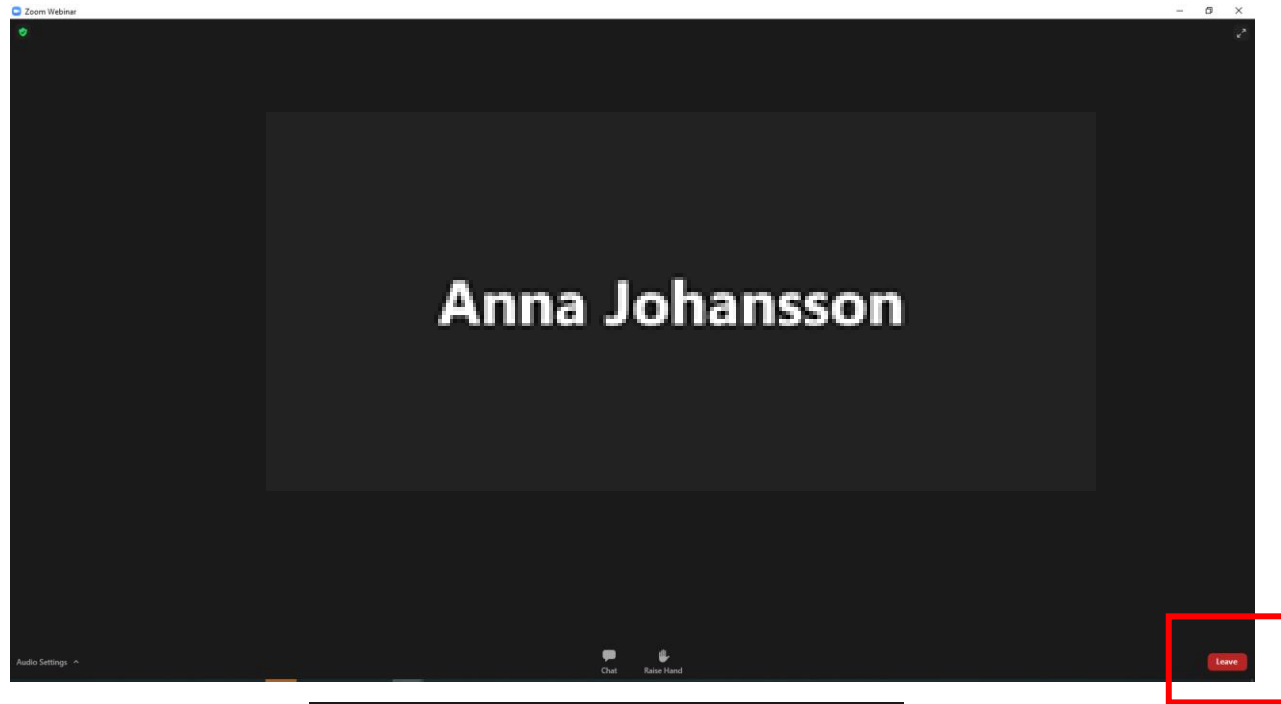 Zoom Webinar
Anna Johansson
Audio Settings
Chat
Raise Hand
Leave